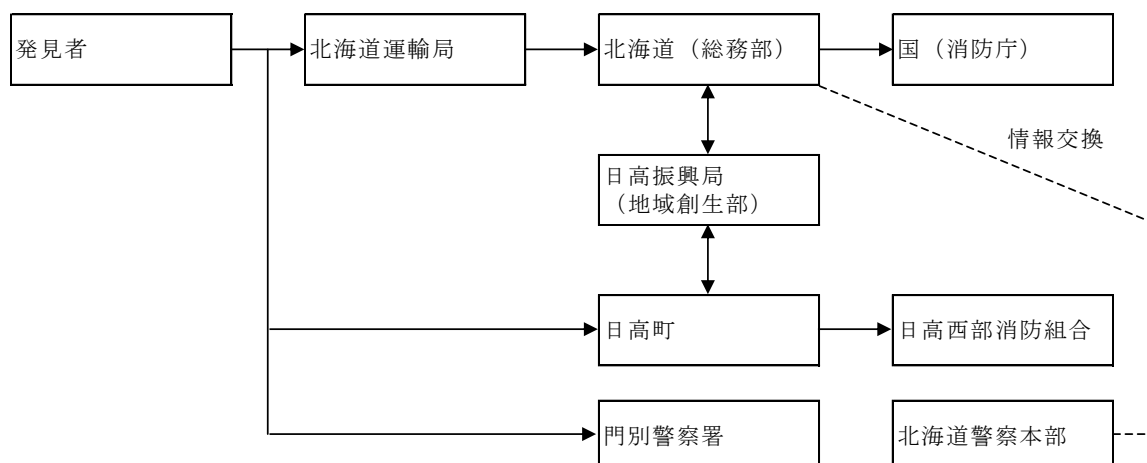 発見者
北海道運輸局
北海道（総務部）
国（消防庁）
情報交換
日高振興局
（地域創生部）
日高町
日高西部消防組合
門別警察署
北海道警察本部